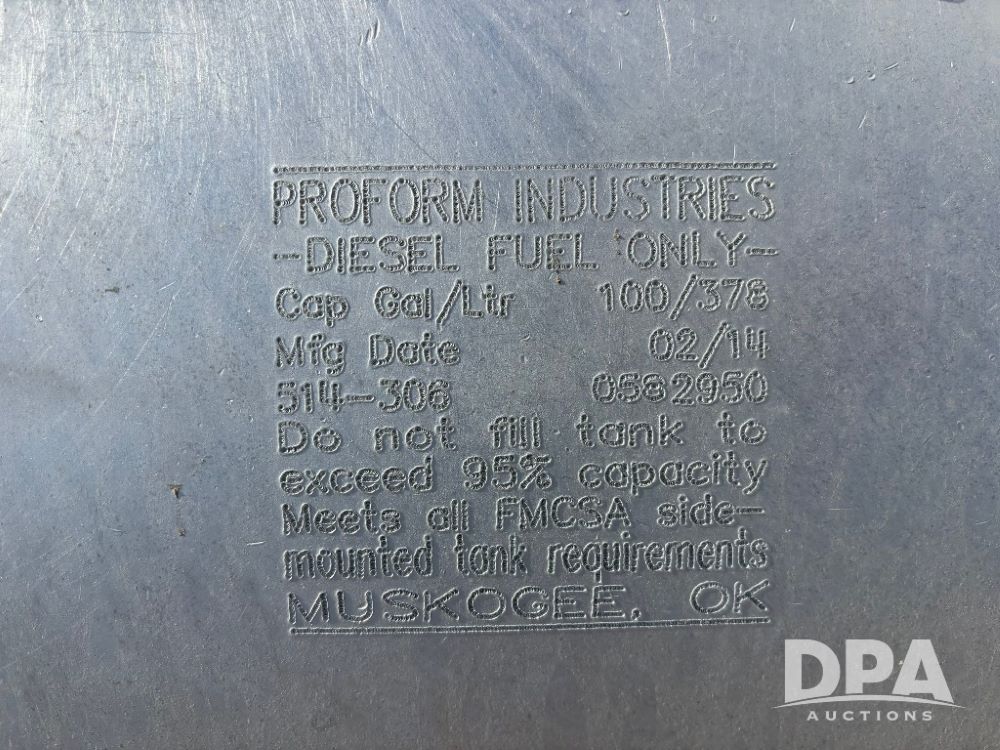 PROFORM INDUSTRIES
-DIESEL FUEL ONLY-
Cap Gal/Ltr 100/378
Mfg Date 02/14
514-306 0582950
Do not fill tank to
exceed 95% capacity
Meets all FMCSA side-
mounted tank requirements
MUSKOGEE, OK
DPA
AUCTIONS